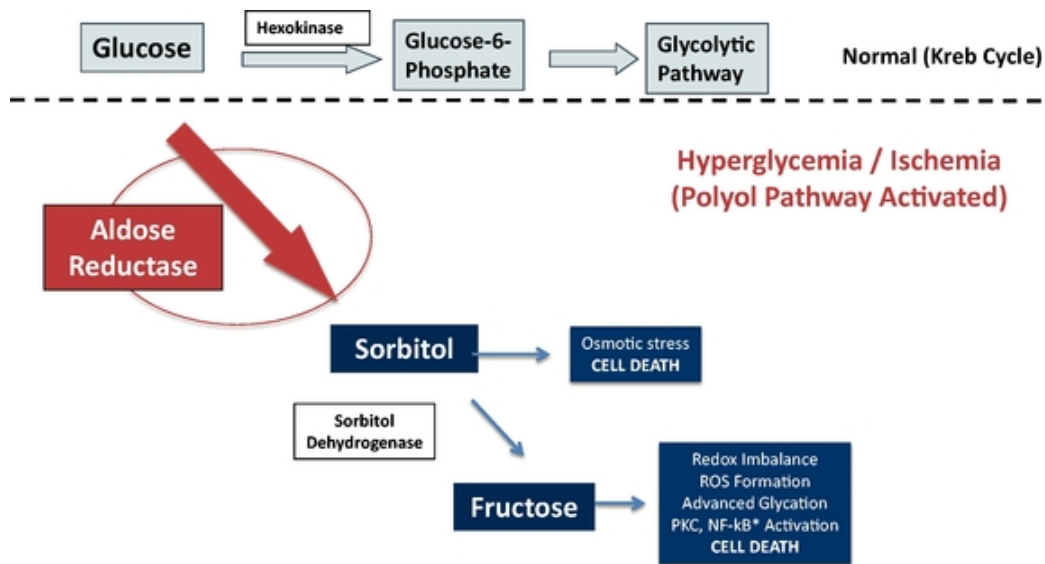 Glucose
Hexokinase
Glucose-6-
Phosphate
Glycolytic
Pathway
Normal (Kreb Cycle)
Hyperglycemia / Ischemia
(Polyol Pathway Activated)
Aldose
Reductase
Sorbitol
Osmotic stress
CELL DEATH
Sorbitol
Dehydrogenase
Fructose
Redox Imbalance
ROS Formation
Advanced Glycation
PKC, NF-kB* Activation
CELL DEATH